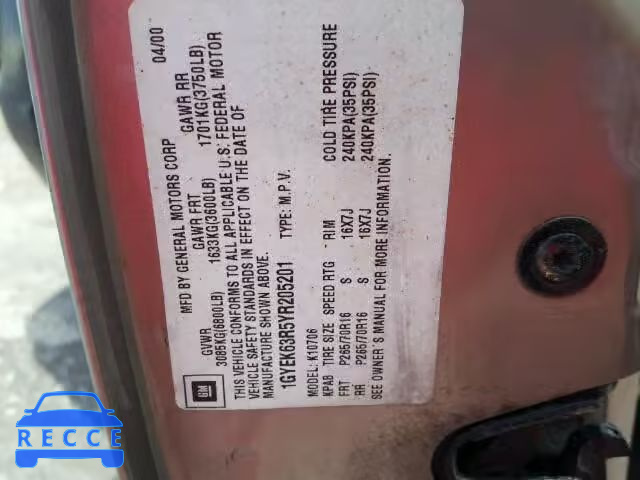 MFD BY GENERAL MOTORS CORP 04/00
GVWR GAWR FRT GAWR RR
3085KG(6800LB) 1633KG(3600LB) 1701KG(3750LB)
THIS VEHICLE CONFORMS TO ALL APPLICABLE U.S. FEDERAL MOTOR
VEHICLE SAFETY STANDARDS IN EFFECT ON THE DATE OF
MANUFACTURE SHOWN ABOVE.
1GYEK63R5YR205201 TYPE: M.P.V.
MODEL: K10706
KPAG TIRE SIZE SPEED RTG RIM COLD TIRE PRESSURE
FRT P265/70R16 S 16X7J 240KPA(35PSI)
RR P265/70R16 S 16X7J 240KPA(35PSI)
SEE OWNER'S MANUAL FOR MORE INFORMATION.
GM
RECCE